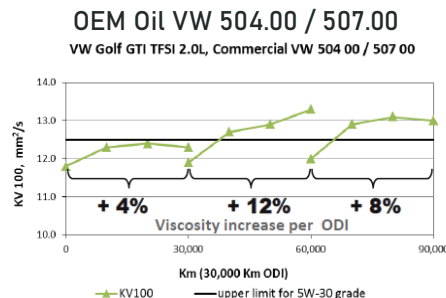 OEM Oil VW 504.00 / 507.00
VW Golf GTI TFSI 2.0L, Commercial VW 504 00 / 507 00
14.0
13.0
12.0
11.0
10.0
KV 100, mm²/s
+ 4%
+ 12%
+ 8%
Viscosity increase per ODI
0
30,000
60,000
90,000
Km (30,000 Km ODI)
KV100
upper limit for 5W-30 grade